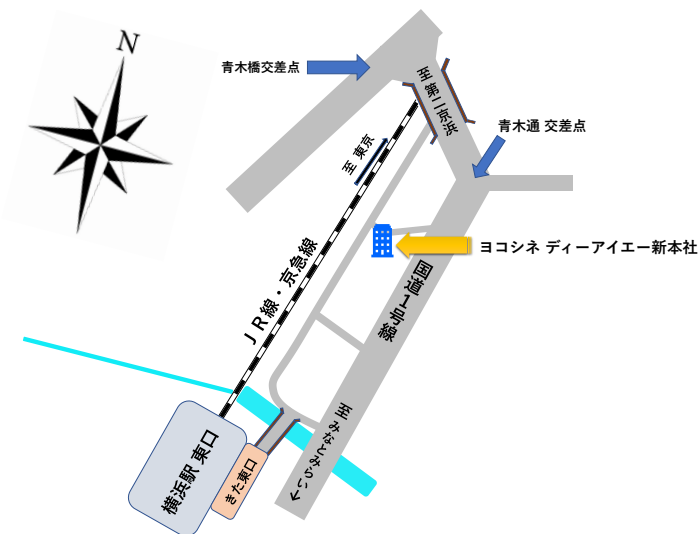 N
青木橋交差点
至 第二京浜
青木通 交差点
至 東京
ヨコシネ ディーアイエー新本社
JR線・京急線
国道1号線
至 みなとみらい→
横浜駅 東口
きた東口